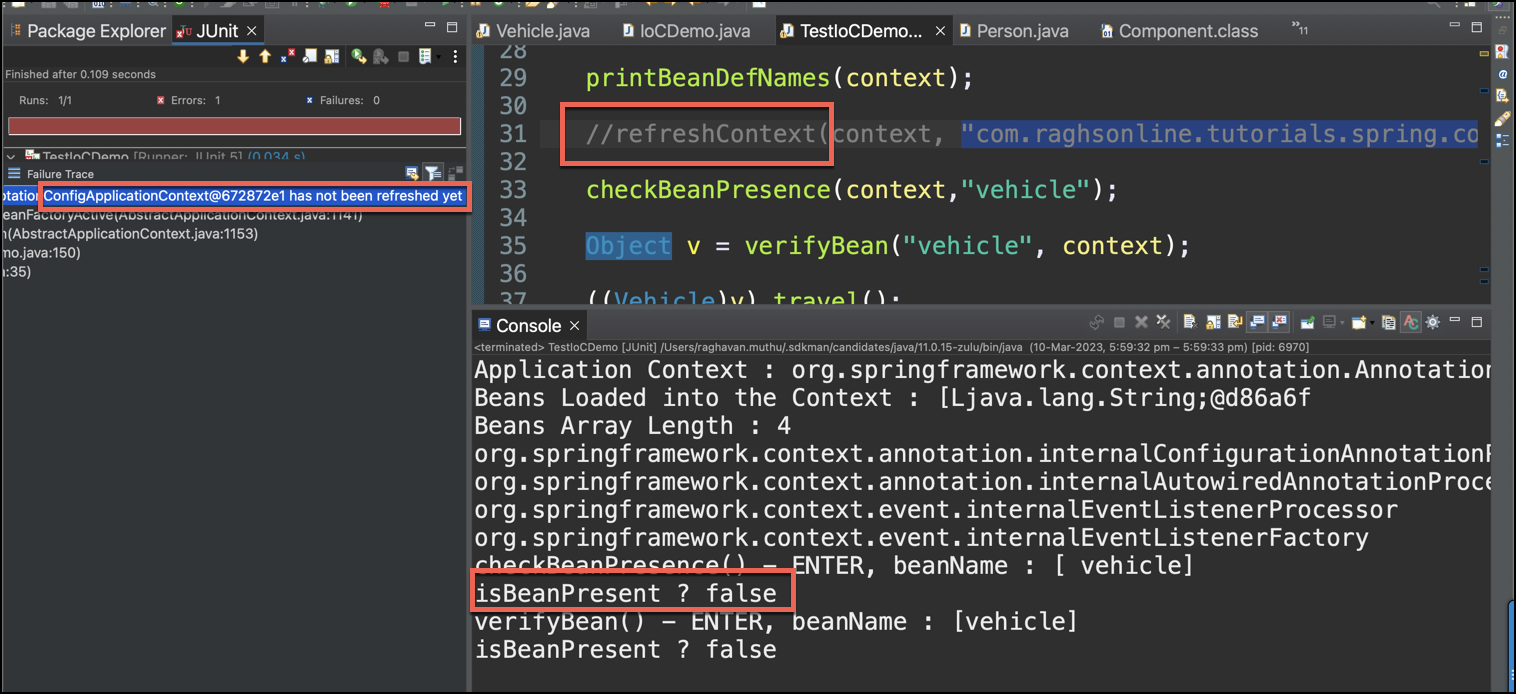 Package Explorer
JUnit
Finished after 0.109 seconds
Runs: 1/1
Errors: 1
Failures: 0
TestIoCDemo [Runner: JUnit 5] (0.034 s)
Failure Trace
otation ConfigApplicationContext@672872e1 has not been refreshed yet
eanFactoryActive(AbstractApplicationContext.java:1141)
n(AbstractApplicationContext.java:1153)
mo.java:150)
a:35)
Vehicle.java
IoCDemo.java
TestIoCDemo...
Person.java
Component.class
»11
28
29 printBeanDefNames(context);
30
31 //refreshContext(context, "com.raghsonline.tutorials.spring.co
32
33 checkBeanPresence(context,"vehicle");
34
35 Object v = verifyBean("vehicle", context);
36
37 ((Vehicle)v).travel();
Console
<terminated> TestIoCDemo [JUnit] /Users/raghavan.muthu/.sdkman/candidates/java/11.0.15-zulu/bin/java (10-Mar-2023, 5:59:32 pm – 5:59:33 pm) [pid: 6970]
Application Context : org.springframework.context.annotation.Annotation
Beans Loaded into the Context : [Ljava.lang.String;@d86a6f
Beans Array Length : 4
org.springframework.context.annotation.internalConfigurationAnnotationP
org.springframework.context.annotation.internalAutowiredAnnotationProce
org.springframework.context.event.internalEventListenerProcessor
org.springframework.context.event.internalEventListenerFactory
checkBeanPresence() - ENTER, beanName : [ vehicle]
isBeanPresent ? false
verifyBean() - ENTER, beanName : [vehicle]
isBeanPresent ? false